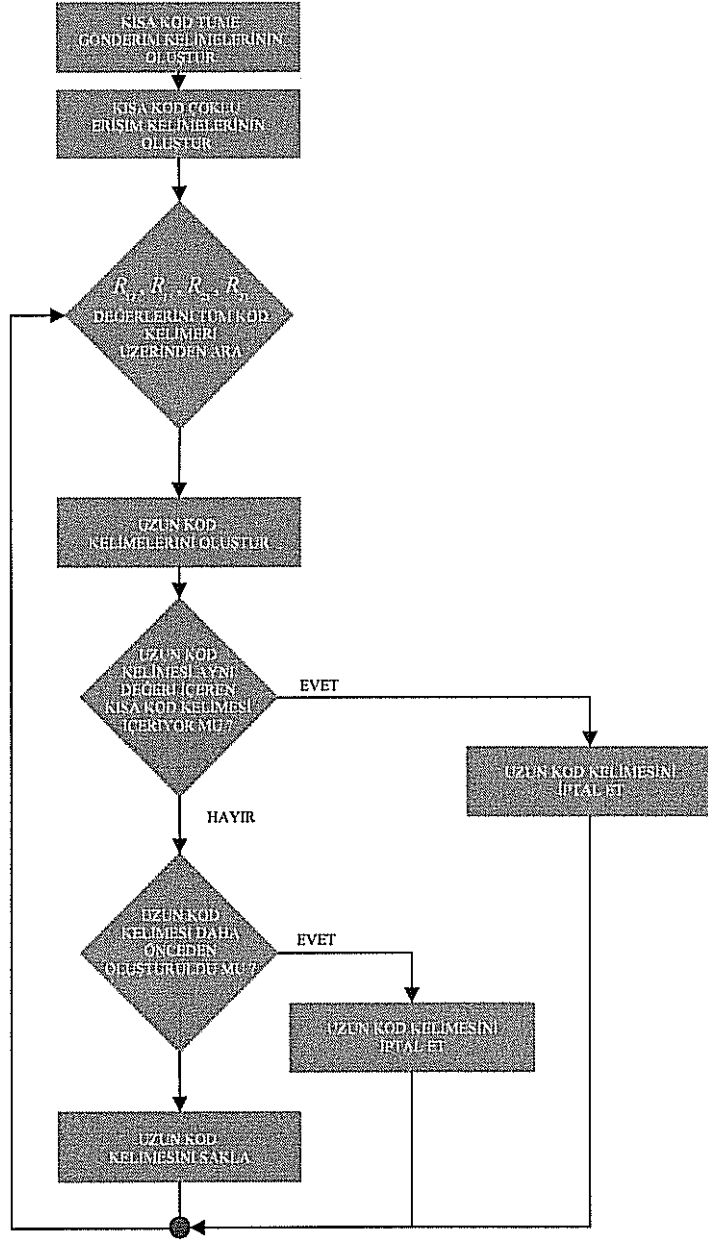 KISA KOD TÜME
GÖNDERİM KELİMELERİNİN
OLUŞTUR
KISA KOD ÇOKLU
ERİŞİM KELİMELERİNİN
OLUŞTUR
DEĞERLERİNİ TÜM KOD
KELİMERİ
ÜZERİNDEN ARA
UZUN KOD
KELİMELERİNİ OLUŞTUR
UZUN KOD
KELİMESİ AYNI
DEĞERİ İÇEREN
KISA KOD KELİMESİ
İÇERİYOR MU?
EVET
UZUN KOD KELİMESİNİ
İPTAL ET
HAYIR
UZUN KOD
KELİMESİ DAHA
ÖNCEDEN
OLUŞTURULDU MU?
EVET
UZUN KOD KELİMESİNİ
İPTAL ET
UZUN KOD
KELİMESİNİ SAKLA